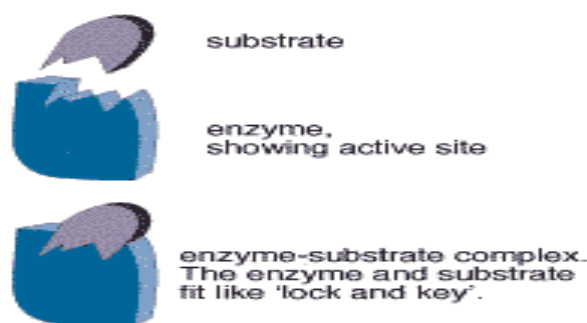 substrate
enzyme,
showing active site
enzyme-substrate complex.
The enzyme and substrate
fit like 'lock and key'.